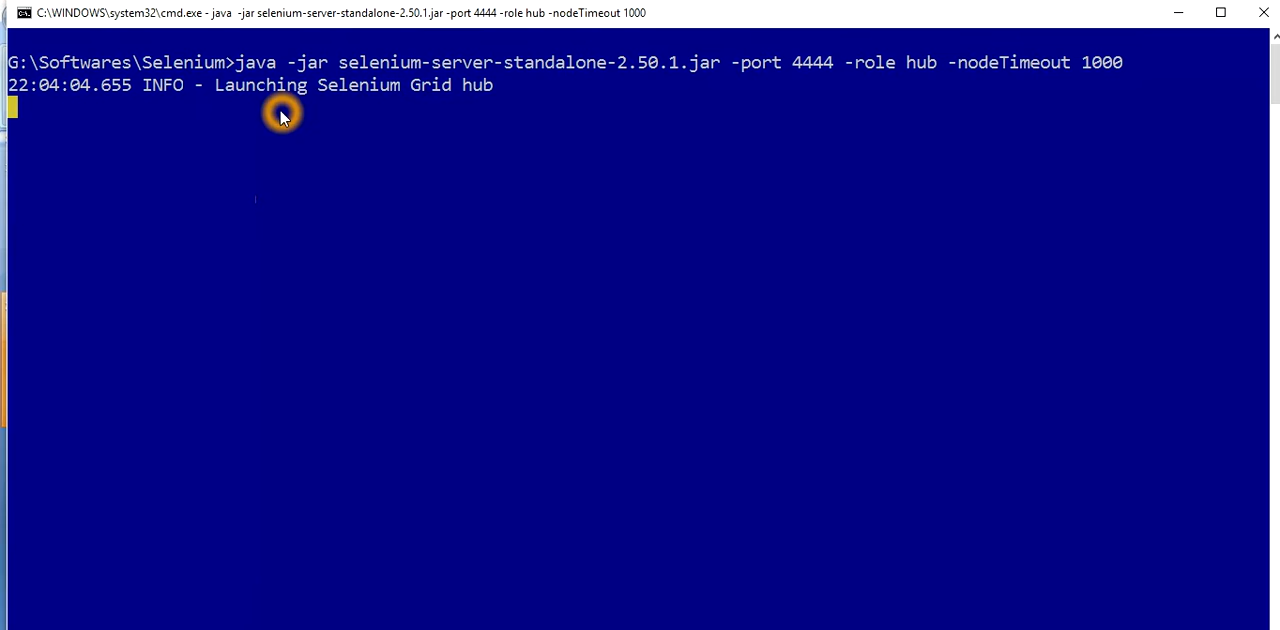 C:\WINDOWS\system32\cmd.exe - java -jar selenium-server-standalone-2.50.1.jar -port 4444 -role hub -nodeTimeout 1000
G:\Softwares\Selenium>java -jar selenium-server-standalone-2.50.1.jar -port 4444 -role hub -nodeTimeout 1000
22:04:04.655 INFO - Launching Selenium Grid hub